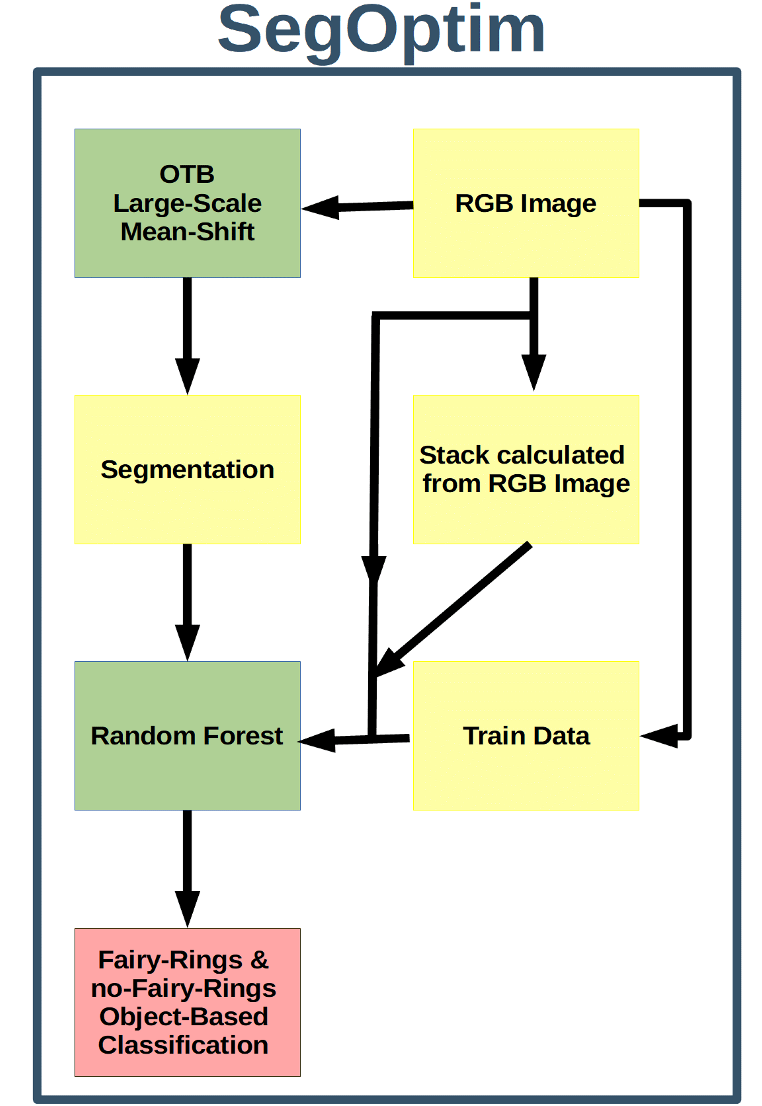 SegOptim
OTB
Large-Scale
Mean-Shift
RGB Image
Segmentation
Stack calculated
from RGB Image
Random Forest
Train Data
Fairy-Rings &
no-Fairy-Rings
Object-Based
Classification